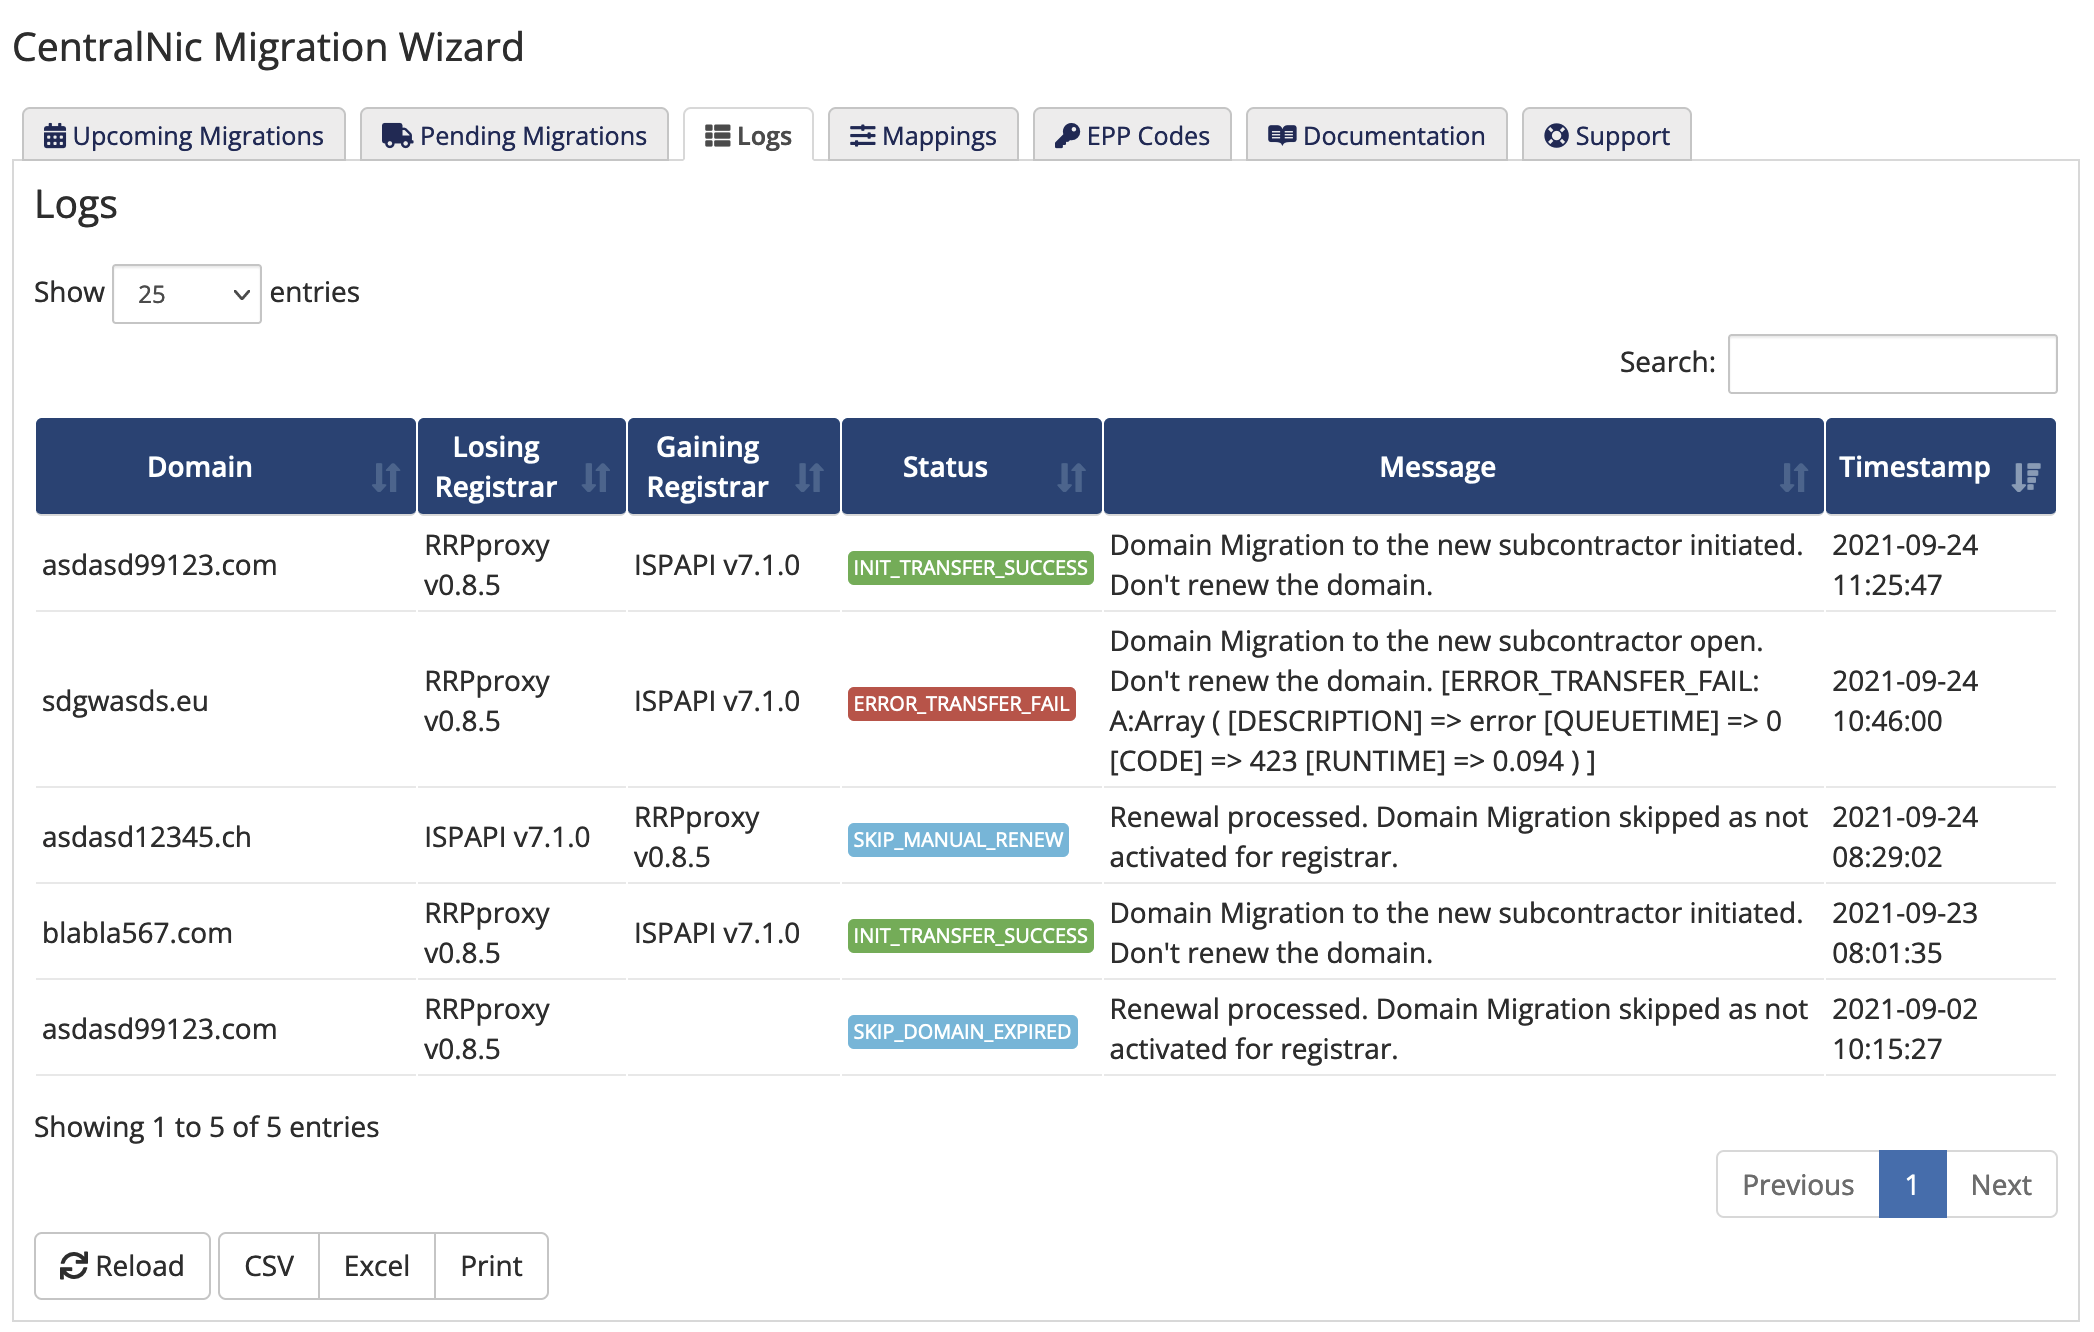 CentralNic Migration Wizard
Upcoming Migrations
Pending Migrations
Logs
Mappings
EPP Codes
Documentation
Support
Logs
Show 25 entries
Search:
Domain
Losing
Registrar
Gaining
Registrar
Status
Message
Timestamp
asdasd99123.com
RRPproxy
v0.8.5
ISPAPI v7.1.0
INIT_TRANSFER_SUCCESS
Domain Migration to the new subcontractor initiated.
Don't renew the domain.
2021-09-24
11:25:47
sdgwasds.eu
RRPproxy
v0.8.5
ISPAPI v7.1.0
ERROR_TRANSFER_FAIL
Domain Migration to the new subcontractor open.
Don't renew the domain. [ERROR_TRANSFER_FAIL:
A:Array ( [DESCRIPTION] => error [QUEUETIME] => 0
[CODE] => 423 [RUNTIME] => 0.094 ) ]
2021-09-24
10:46:00
asdasd12345.ch
ISPAPI v7.1.0
RRPproxy
v0.8.5
SKIP_MANUAL_RENEW
Renewal processed. Domain Migration skipped as not
activated for registrar.
2021-09-24
08:29:02
blabla567.com
RRPproxy
v0.8.5
ISPAPI v7.1.0
INIT_TRANSFER_SUCCESS
Domain Migration to the new subcontractor initiated.
Don't renew the domain.
2021-09-23
08:01:35
asdasd99123.com
RRPproxy
v0.8.5
SKIP_DOMAIN_EXPIRED
Renewal processed. Domain Migration skipped as not
activated for registrar.
2021-09-02
10:15:27
Showing 1 to 5 of 5 entries
Previous 1 Next
Reload
CSV
Excel
Print